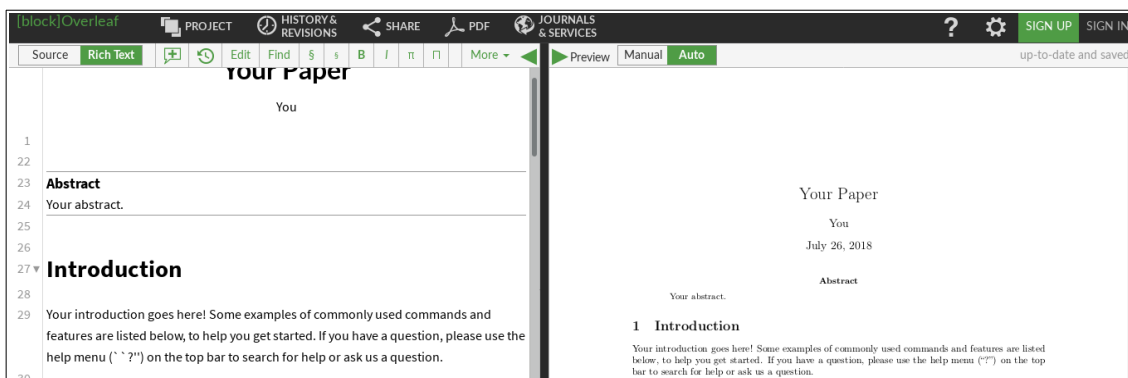 [block]Overleaf PROJECT HISTORY & REVISIONS SHARE PDF JOURNALS & SERVICES ? SIGN UP SIGN IN
Source Rich Text Edit Find § § B I π Π More Preview Manual Auto up-to-date and saved
Your Paper
You
1
22
23 Abstract
24 Your abstract.
25
26
27 Introduction
28
29 Your introduction goes here! Some examples of commonly used commands and
features are listed below, to help you get started. If you have a question, please use the
help menu (``?'') on the top bar to search for help or ask us a question.
30
Your Paper
You
July 26, 2018
Abstract
Your abstract.
1 Introduction
Your introduction goes here! Some examples of commonly used commands and features are listed
below, to help you get started. If you have a question, please use the help menu (“?”) on the top
bar to search for help or ask us a question.